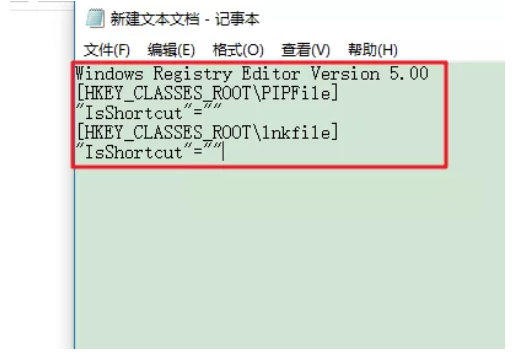 新建文本文档 - 记事本
文件(F) 编辑(E) 格式(O) 查看(V) 帮助(H)
Windows Registry Editor Version 5.00
[HKEY_CLASSES_ROOT\PIPFile]
"IsShortcut"=""
[HKEY_CLASSES_ROOT\lnkfile]
"IsShortcut"=""